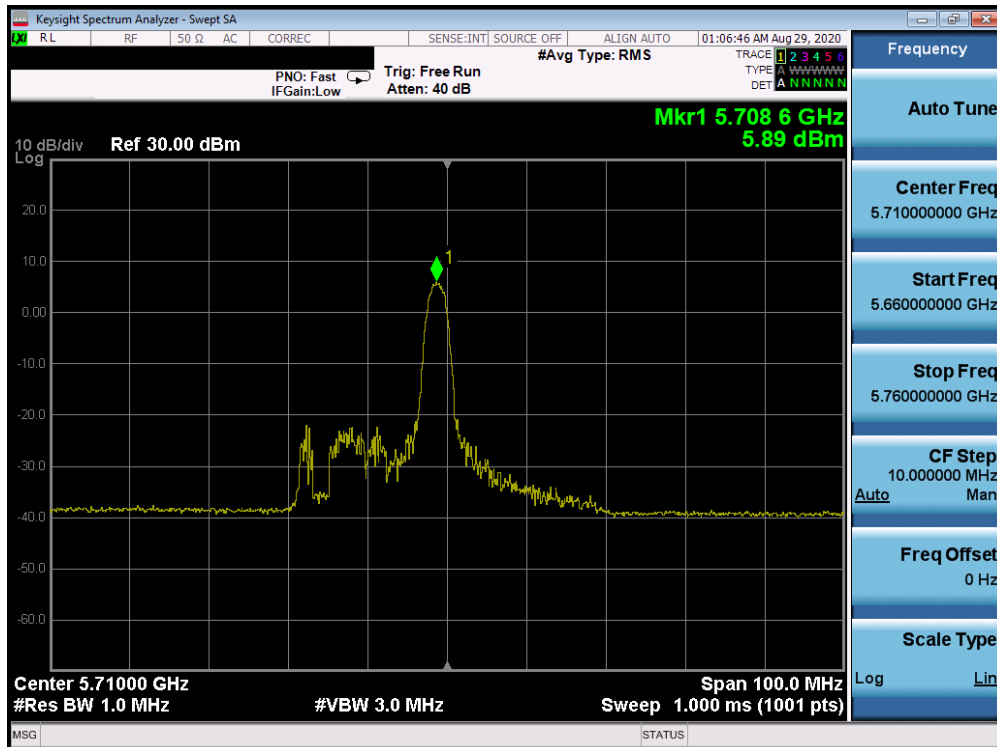 Keysight Spectrum Analyzer - Swept SA
LXI RL RF 50 Ω AC CORREC SENSE:INT SOURCE OFF ALIGN AUTO 01:06:46 AM Aug 29, 2020
PNO: Fast
IFGain:Low
Trig: Free Run
Atten: 40 dB
#Avg Type: RMS
TRACE 1 2 3 4 5 6
TYPE A WWWWWW
DET A N N N N N
Mkr1 5.708 6 GHz
5.89 dBm
10 dB/div Ref 30.00 dBm
Log
20.0
10.0
1
0.00
-10.0
-20.0
-30.0
-40.0
-50.0
-60.0
Center 5.71000 GHz Span 100.0 MHz
#Res BW 1.0 MHz #VBW 3.0 MHz Sweep 1.000 ms (1001 pts)
MSG STATUS
Frequency
Auto Tune
Center Freq
5.710000000 GHz
Start Freq
5.660000000 GHz
Stop Freq
5.760000000 GHz
CF Step
10.000000 MHz
Auto Man
Freq Offset
0 Hz
Scale Type
Log Lin